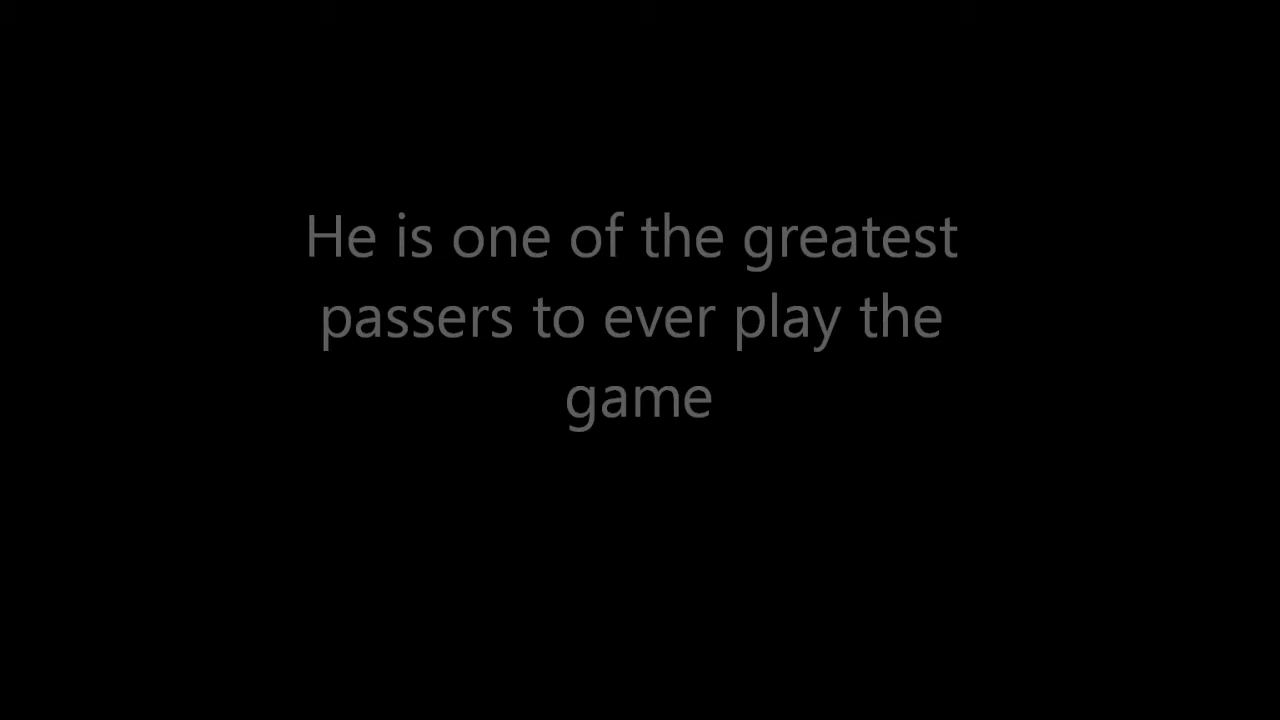 He is one of the greatest
passers to ever play the
game